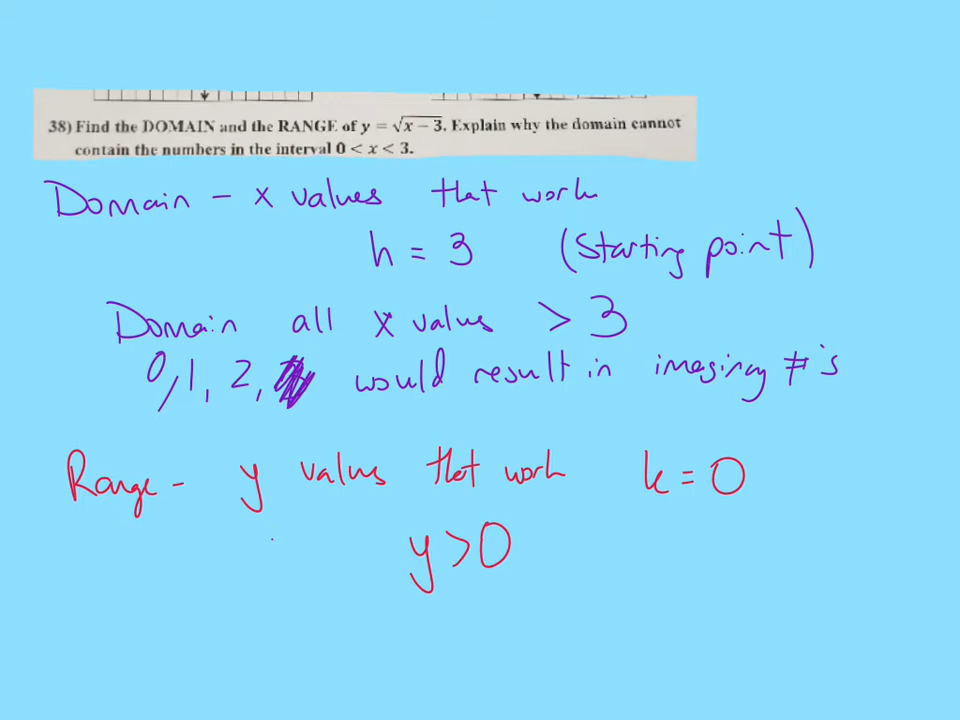 38) Find the DOMAIN and the RANGE of y = √x – 3. Explain why the domain cannot
contain the numbers in the interval 0 < x < 3.
Domain – x values that work
h = 3 (Starting point)
Domain all x values > 3
0, 1, 2, would result in imaginary #'s
Range – y values that work k = 0
y > 0